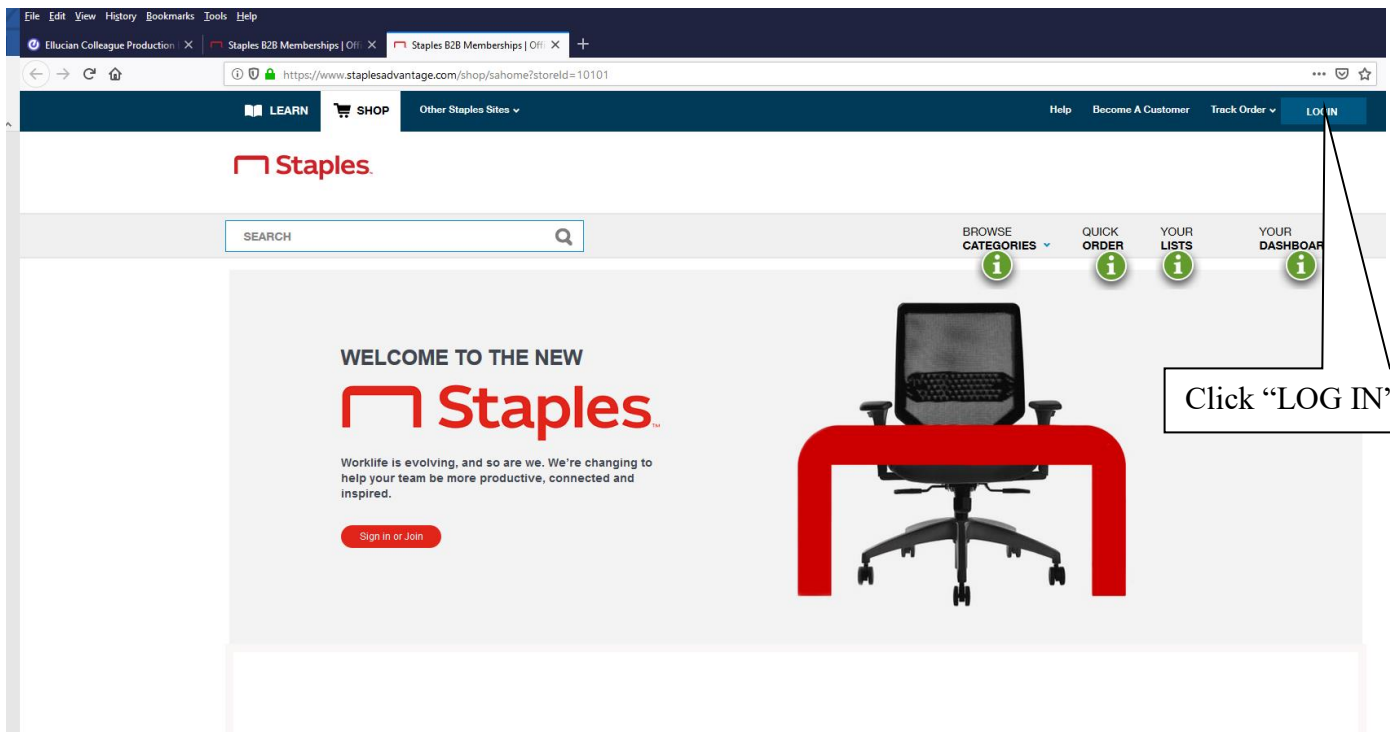 File Edit View History Bookmarks Tools Help
Ellucian Colleague Production Staples B2B Memberships | Offi Staples B2B Memberships | Offi
https://www.staplesadvantage.com/shop/sahome?storeId=10101
LEARN SHOP Other Staples Sites Help Become A Customer Track Order LOGIN
Staples™
SEARCH
BROWSE QUICK YOUR YOUR
CATEGORIES ORDER LISTS DASHBOAR
i i i i
WELCOME TO THE NEW
Staples™
Click “LOG IN”
Worklife is evolving, and so are we. We're changing to
help your team be more productive, connected and
inspired.
Sign in or Join